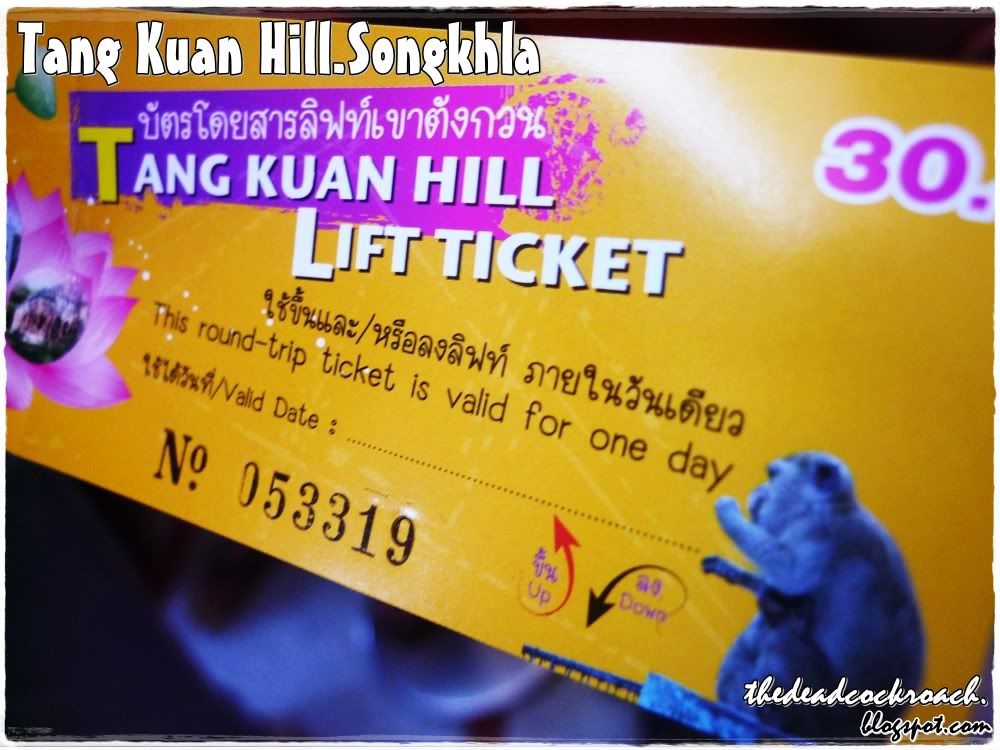 Tang Kuan Hill.Songkhla
บัตรโดยสารลิฟท์เขาตังกวน
30.
TANG KUAN HILL
LIFT TICKET
ใช้ขึ้นและ/หรือลงลิฟท์ ภายในวันเดียว
This round-trip ticket is valid for one day
ใช้ได้วันที่/Valid Date :
Nº 053319
ขึ้น
Up
ลง
Down
thedeadcockroach.
blogspot.com